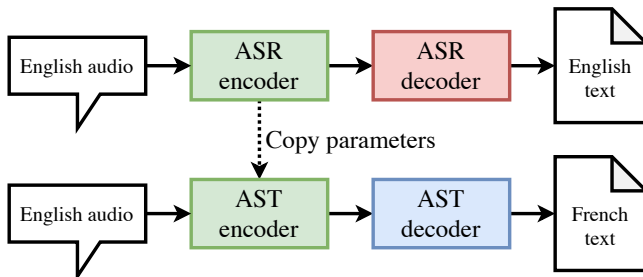 English audio
ASR
encoder
ASR
decoder
English
text
Copy parameters
English audio
AST
encoder
AST
decoder
French
text